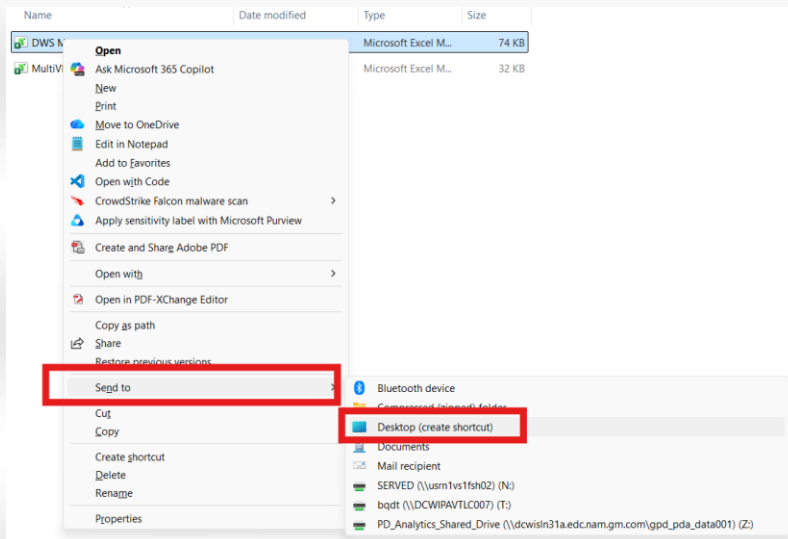 Name Date modified Type Size
DWS M Microsoft Excel M... 74 KB
MultiVI Microsoft Excel M... 32 KB
Open
Ask Microsoft 365 Copilot
New
Print
Move to OneDrive
Edit in Notepad
Add to Favorites
Open with Code
CrowdStrike Falcon malware scan
Apply sensitivity label with Microsoft Purview
Create and Share Adobe PDF
Open with
Open in PDF-XChange Editor
Copy as path
Share
Restore previous versions
Send to
Cut
Copy
Create shortcut
Delete
Rename
Properties
Bluetooth device
Compressed (zipped) folder
Desktop (create shortcut)
Documents
Mail recipient
SERVED (\\usrn1vs1fsh02) (N:)
bqdt (\\DCWIPAVTLC007) (T:)
PD_Analytics_Shared_Drive (\\dcwisln31a.edc.nam.gm.com\gpd_pda_data001) (Z:)